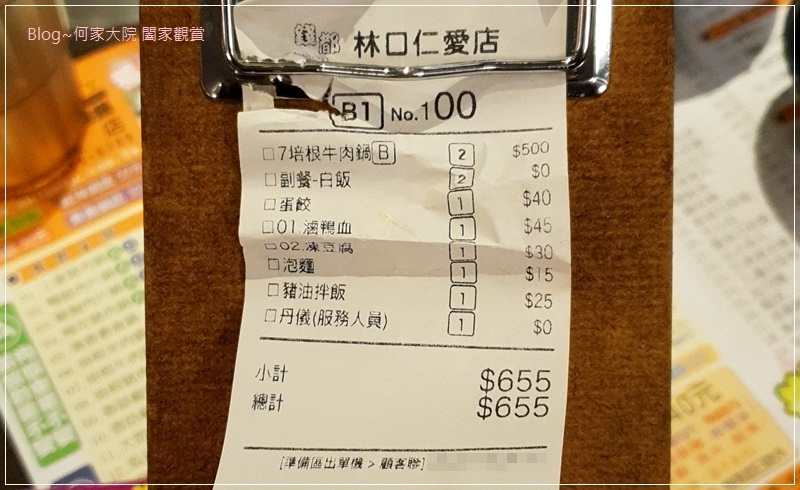 Blog~何家大院 闔家觀賞
錢都 林口仁愛店
B1 No.100
□7培根牛肉鍋B 2 $500
□副餐-白飯 2 $0
□蛋餃 1 $40
□01.滷鴨血 1 $45
□02.凍豆腐 1 $30
□泡麵 1 $15
□豬油拌飯 1 $25
□丹儀(服務人員) 1 $0
小計 $655
總計 $655
[準備區出單機 > 顧客聯]